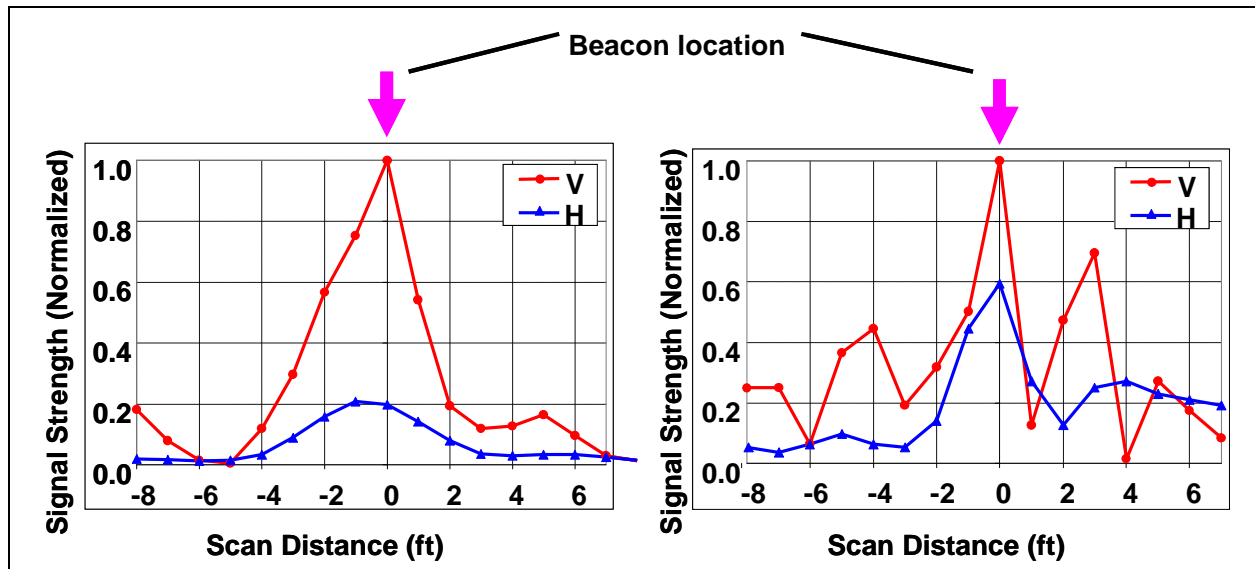 Beacon location
Signal Strength (Normalized)
1.0
0.8
0.6
0.4
0.2
0.0
V
H
-8 -6 -4 -2 0 2 4 6
Scan Distance (ft)
Signal Strength (Normalized)
1.0
0.8
0.6
0.4
0.2
0.0
V
H
-8 -6 -4 -2 0 2 4 6
Scan Distance (ft)